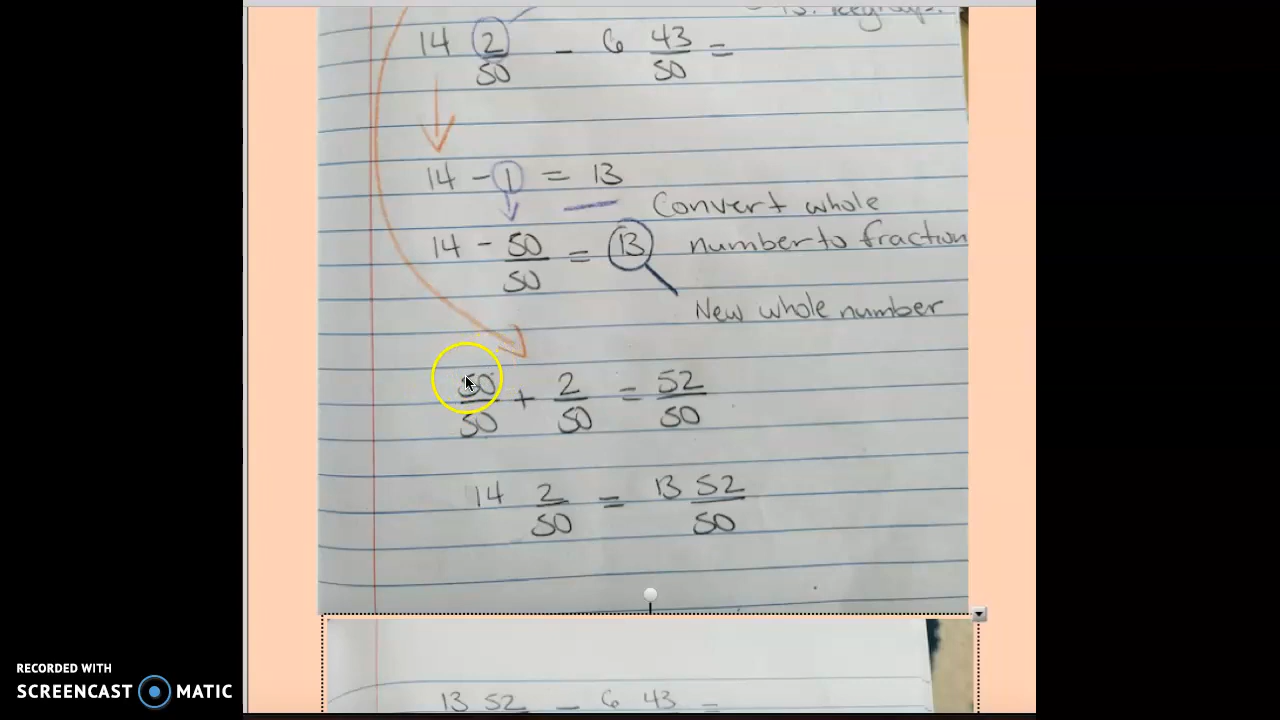 14 2/50 - 6 43/50 =
14 - 1 = 13
Convert whole
14 - 50/50 = 13 number to fraction
New whole number
50/50 + 2/50 = 52/50
14 2/50 = 13 52/50
13 52 - 6 43 =
RECORDED WITH
SCREENCAST MATIC